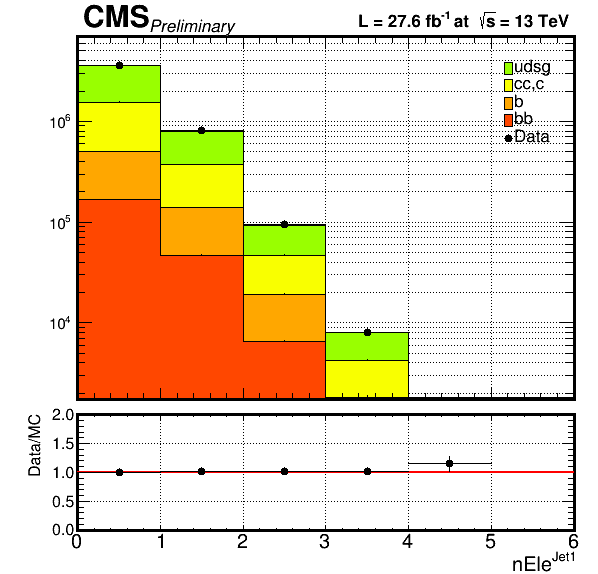 CMS Preliminary L = 27.6 fb⁻¹ at √s = 13 TeV
udsg
cc,c
b
bb
Data
10⁶
10⁵
10⁴
Data/MC
2.0
1.5
1.0
0.5
0.0
0 1 2 3 4 5 6
nEle^Jet1